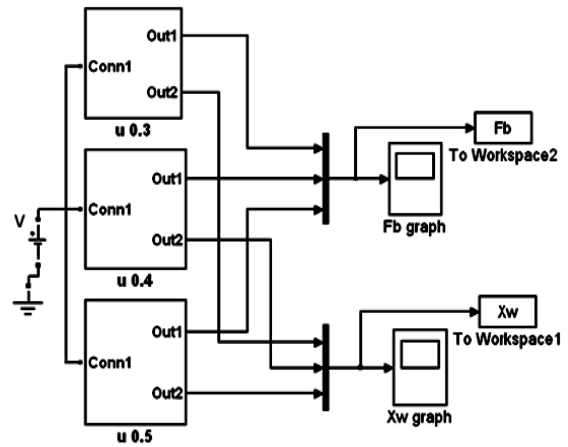 Out1
Conn1
Out2
u 0.3
Fb
To Workspace2
Out1
Conn1
V
Out2
Fb graph
u 0.4
Out1
Xw
Conn1
To Workspace1
Out2
Xw graph
u 0.5